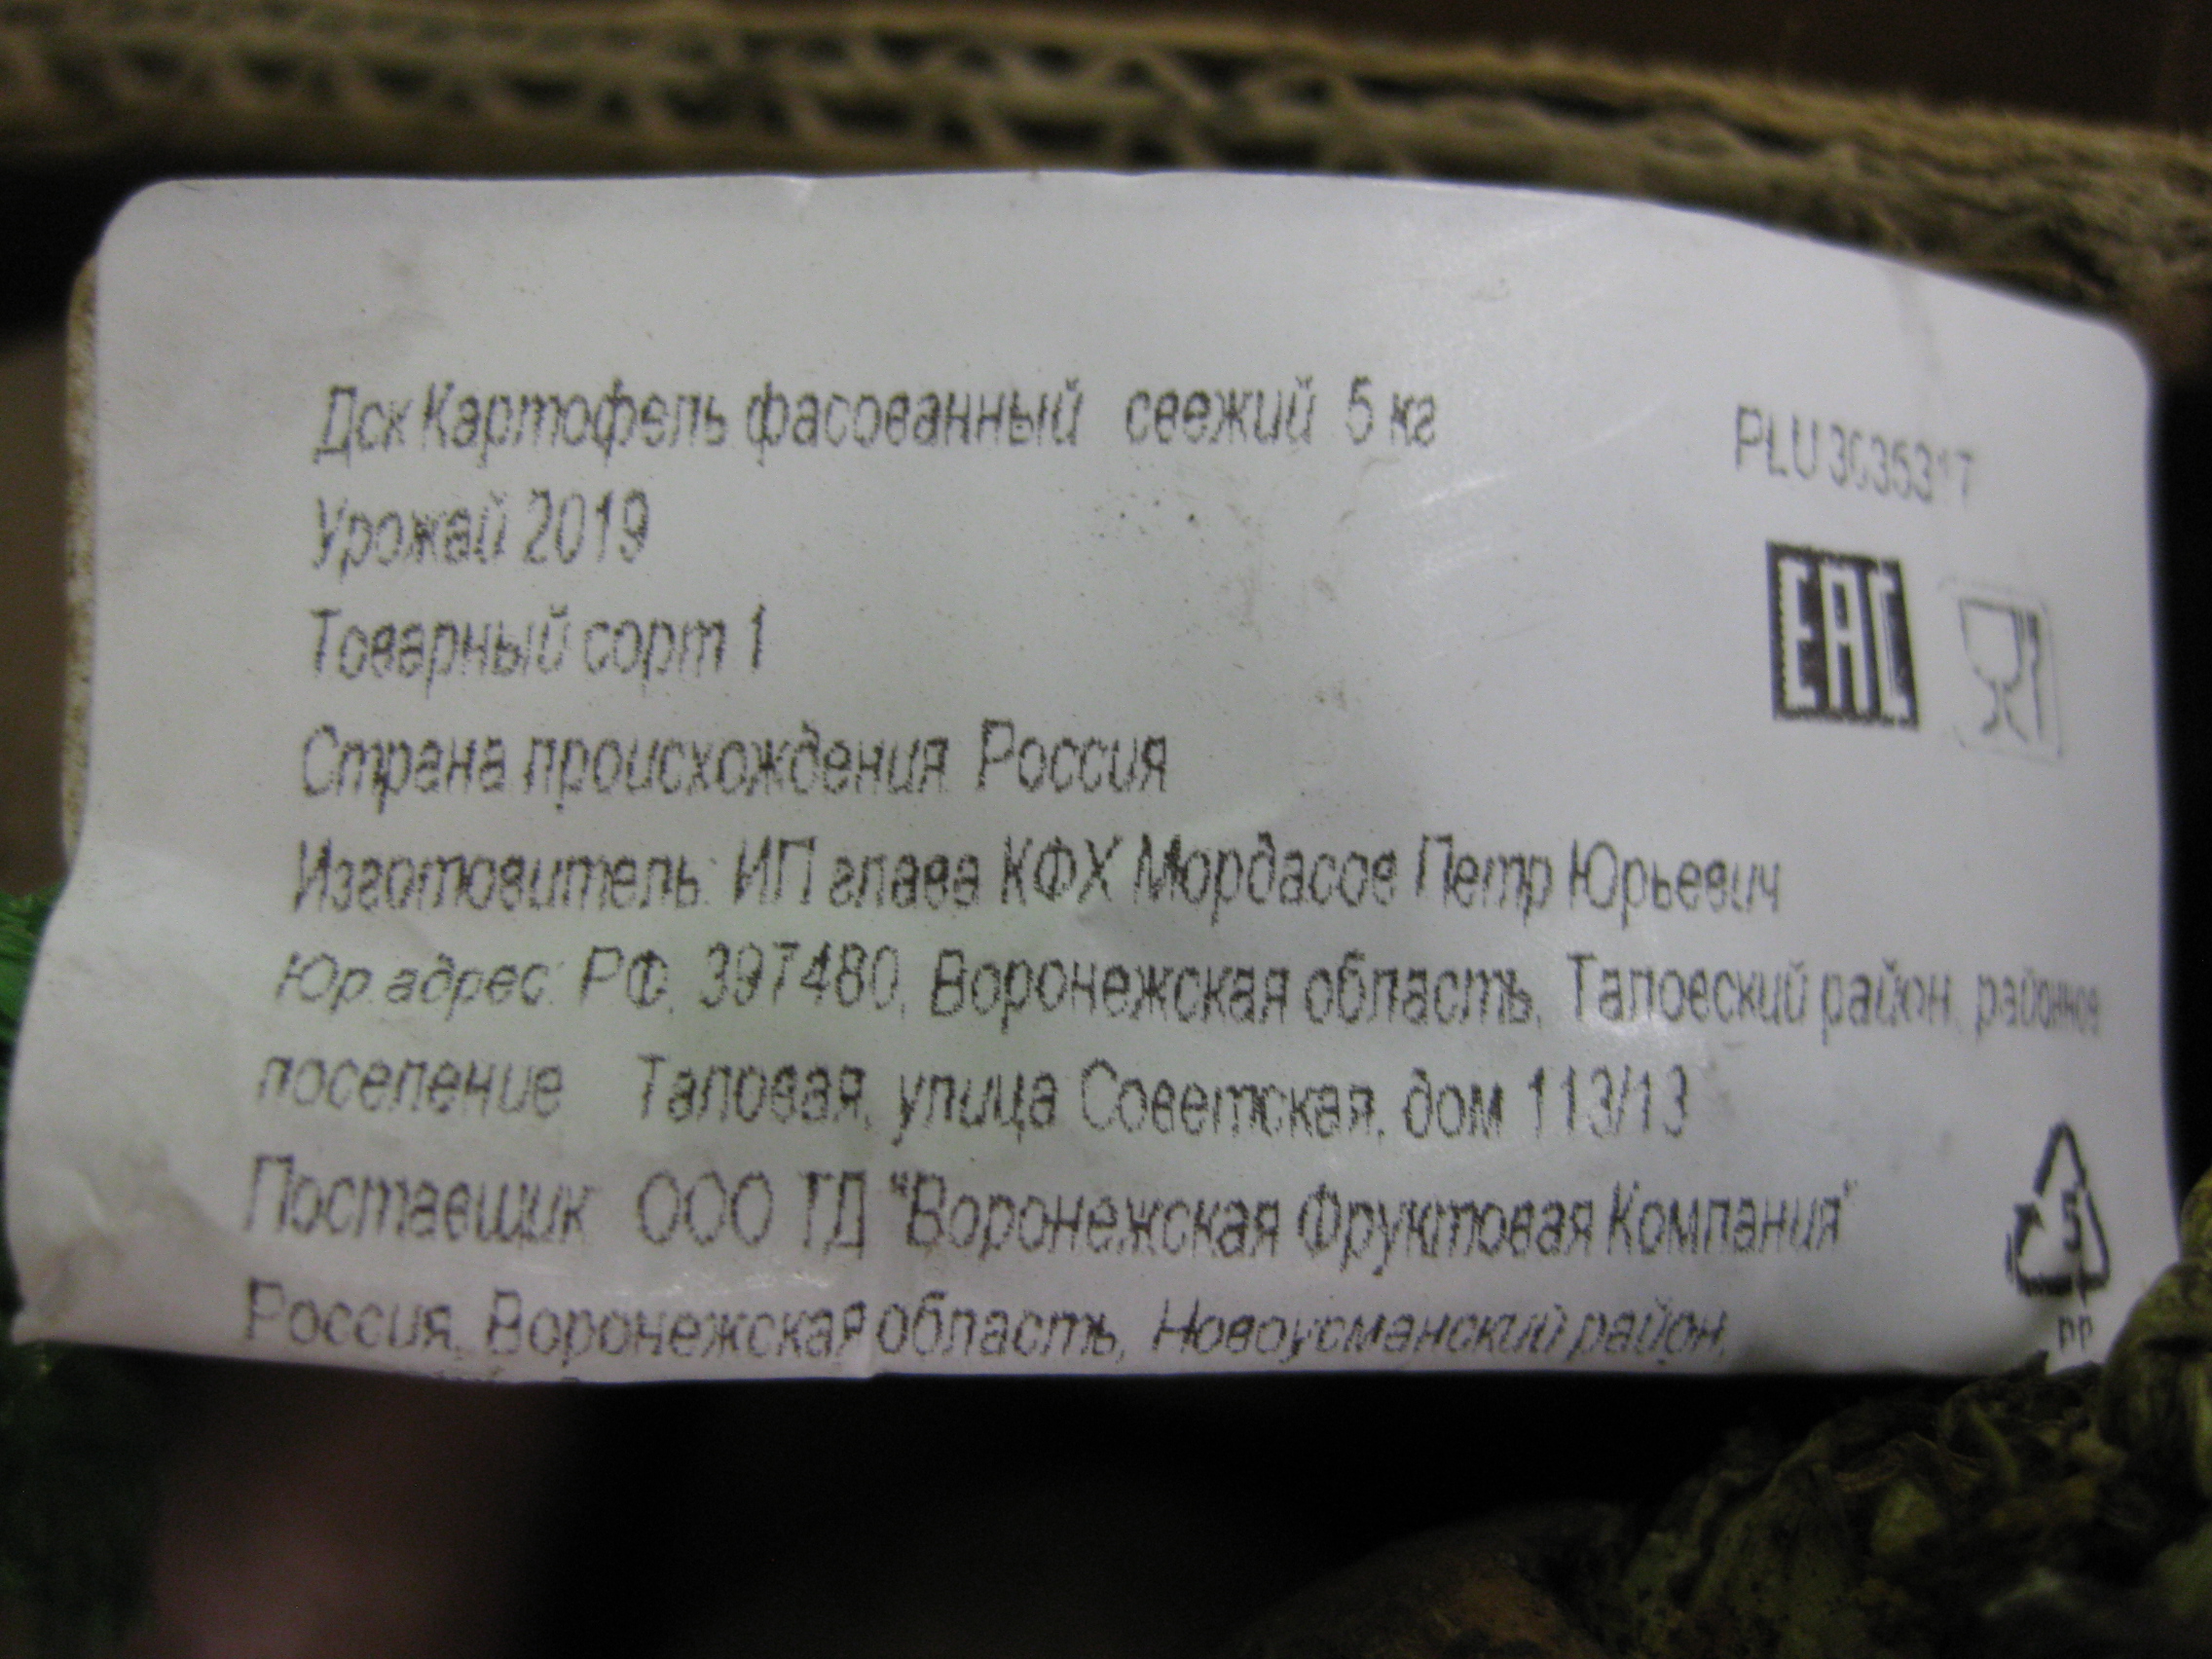 Дск Картофель фасованный свежий 5 кг
PLU 3035317
Урожай 2019
Товарный сорт 1
EAC
Страна происхождения Россия
Изготовитель: ИП глава КФХ Мордасов Петр Юрьевич
Юр.адрес: РФ, 397480, Воронежская область, Таловский район, районное
поселение Таловая, улица Советская, дом 113/13
Поставщик ООО ТД "Воронежская Фруктовая Компания"
Россия, Воронежская область, Новоусманский район,
5
PP